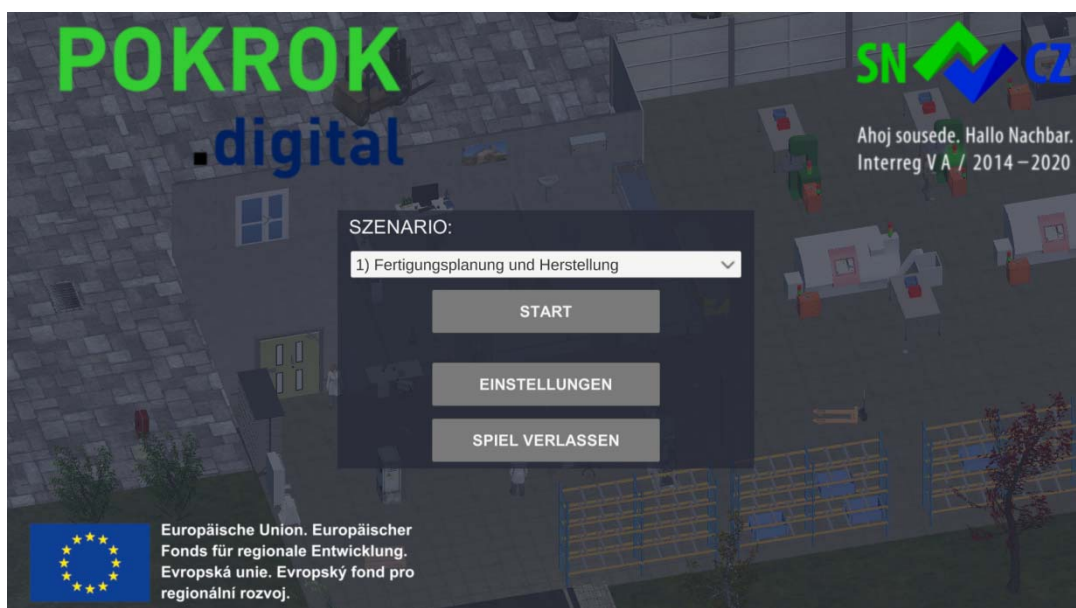 POKROK
.digital
SN CZ
Ahoj sousede. Hallo Nachbar.
Interreg V A / 2014 – 2020
SZENARIO:
1) Fertigungsplanung und Herstellung
START
EINSTELLUNGEN
SPIEL VERLASSEN
Europäische Union. Europäischer
Fonds für regionale Entwicklung.
Evropská unie. Evropský fond pro
regionální rozvoj.